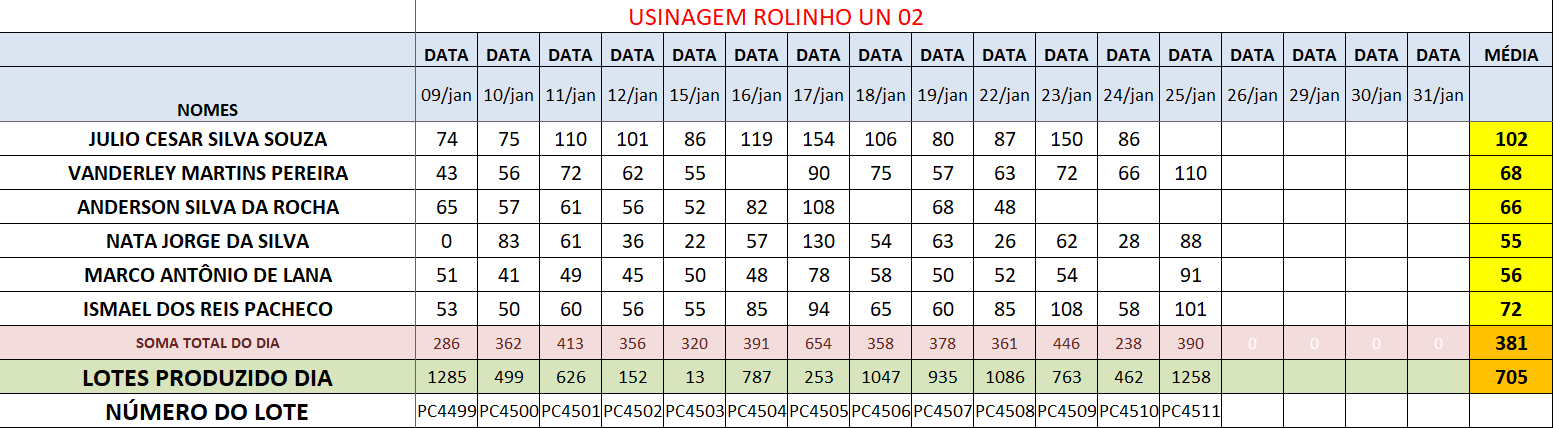 USINAGEM ROLINHO UN 02
DATA DATA DATA DATA DATA DATA DATA DATA DATA DATA DATA DATA DATA DATA DATA DATA DATA MÉDIA
NOMES 09/jan 10/jan 11/jan 12/jan 15/jan 16/jan 17/jan 18/jan 19/jan 22/jan 23/jan 24/jan 25/jan 26/jan 29/jan 30/jan 31/jan
JULIO CESAR SILVA SOUZA 74 75 110 101 86 119 154 106 80 87 150 86 102
VANDERLEY MARTINS PEREIRA 43 56 72 62 55 90 75 57 63 72 66 110 68
ANDERSON SILVA DA ROCHA 65 57 61 56 52 82 108 68 48 66
NATA JORGE DA SILVA 0 83 61 36 22 57 130 54 63 26 62 28 88 55
MARCO ANTÔNIO DE LANA 51 41 49 45 50 48 78 58 50 52 54 91 56
ISMAEL DOS REIS PACHECO 53 50 60 56 55 85 94 65 60 85 108 58 101 72
SOMA TOTAL DO DIA 286 362 413 356 320 391 654 358 378 361 446 238 390 0 0 0 0 381
LOTES PRODUZIDO DIA 1285 499 626 152 13 787 253 1047 935 1086 763 462 1258 705
NÚMERO DO LOTE PC4499 PC4500 PC4501 PC4502 PC4503 PC4504 PC4505 PC4506 PC4507 PC4508 PC4509 PC4510 PC4511